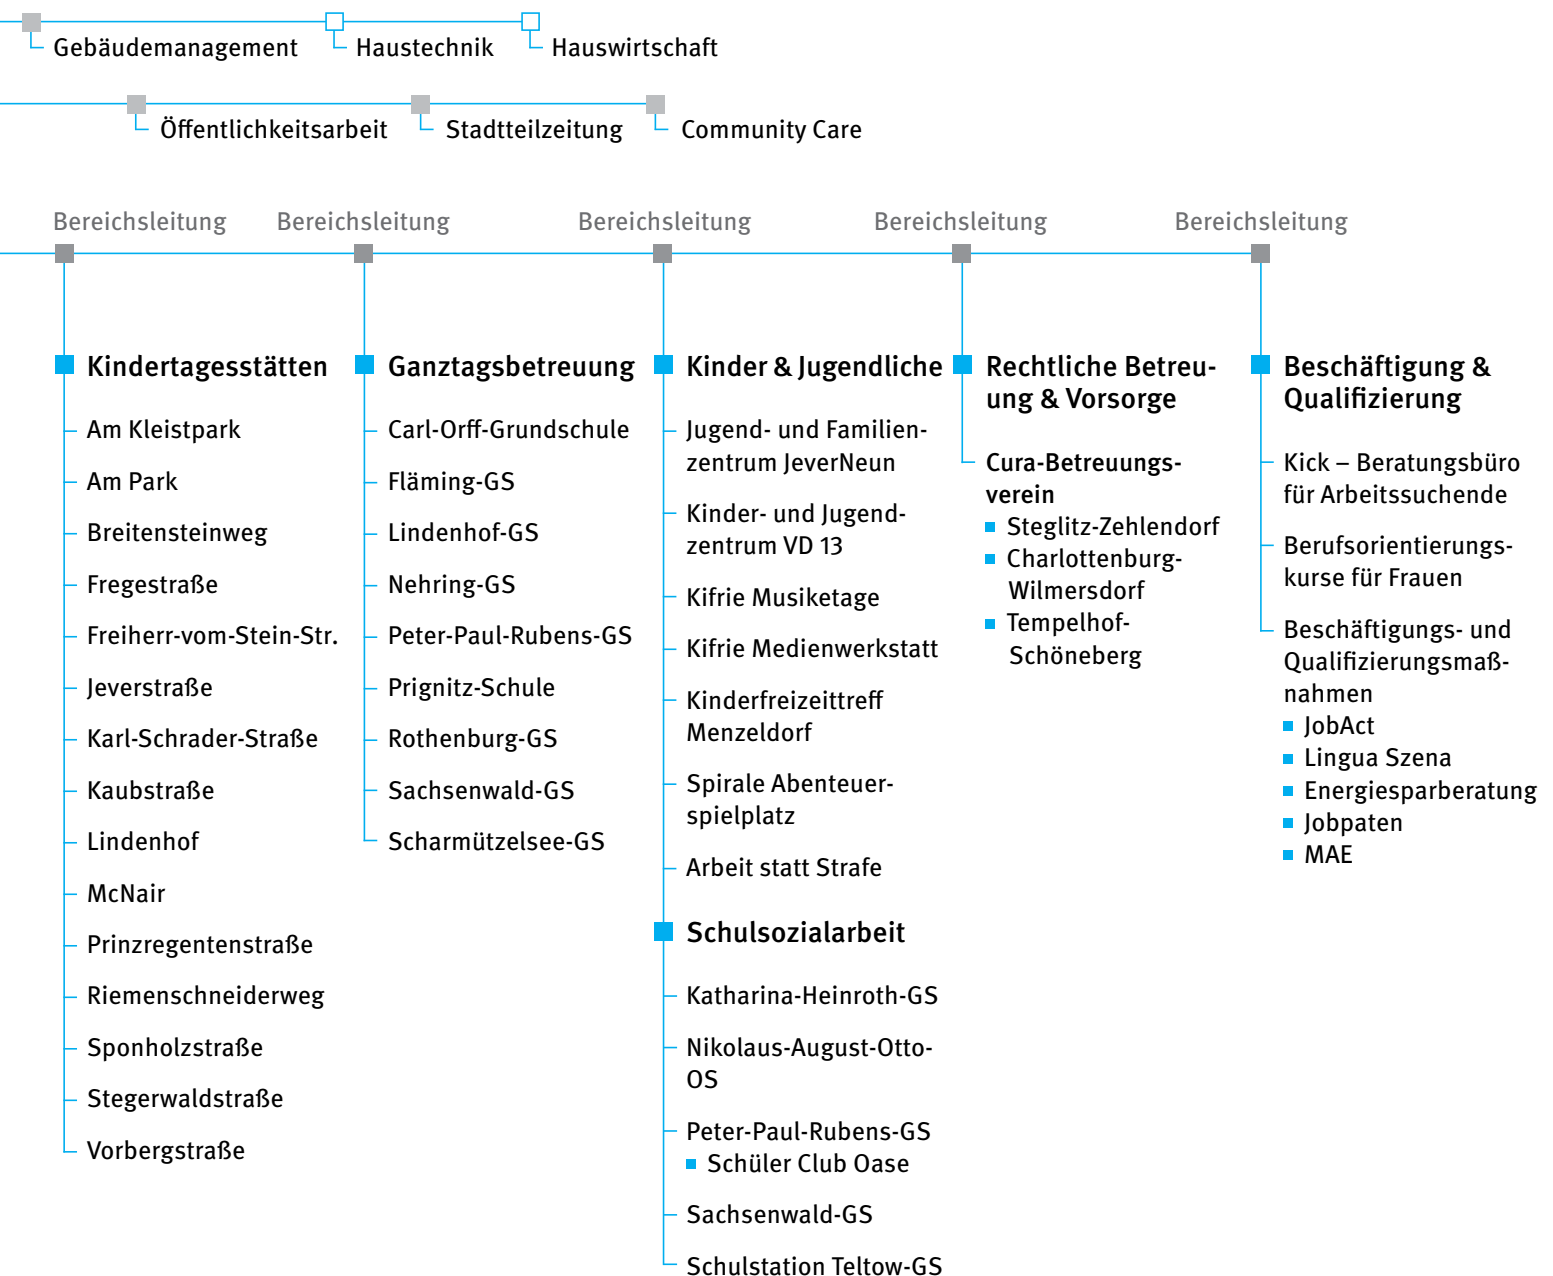 Gebäudemanagement
Haustechnik
Hauswirtschaft
Öffentlichkeitsarbeit
Stadtteilzeitung
Community Care
Bereichsleitung
Bereichsleitung
Bereichsleitung
Bereichsleitung
Bereichsleitung
Kindertagesstätten
Am Kleistpark
Am Park
Breitensteinweg
Fregestraße
Freiherr-vom-Stein-Str.
Jeverstraße
Karl-Schrader-Straße
Kaubstraße
Lindenhof
McNair
Prinzregentenstraße
Riemenschneiderweg
Sponholzstraße
Stegerwaldstraße
Vorbergstraße
Ganztagsbetreuung
Carl-Orff-Grundschule
Fläming-GS
Lindenhof-GS
Nehring-GS
Peter-Paul-Rubens-GS
Prignitz-Schule
Rothenburg-GS
Sachsenwald-GS
Scharmützelsee-GS
Kinder & Jugendliche
Jugend- und Familien-
zentrum JeverNeun
Kinder- und Jugend-
zentrum VD 13
Kifrie Musiketage
Kifrie Medienwerkstatt
Kinderfreizeittreff
Menzeldorf
Spirale Abenteuer-
spielplatz
Arbeit statt Strafe
Schulsozialarbeit
Katharina-Heinroth-GS
Nikolaus-August-Otto-
OS
Peter-Paul-Rubens-GS
Schüler Club Oase
Sachsenwald-GS
Schulstation Teltow-GS
Rechtliche Betreu-
ung & Vorsorge
Cura-Betreuungs-
verein
Steglitz-Zehlendorf
Charlottenburg-
Wilmersdorf
Tempelhof-
Schöneberg
Beschäftigung &
Qualifizierung
Kick – Beratungsbüro
für Arbeitssuchende
Berufsorientierungs-
kurse für Frauen
Beschäftigungs- und
Qualifizierungsmaß-
nahmen
JobAct
Lingua Szena
Energiesparberatung
Jobpaten
MAE